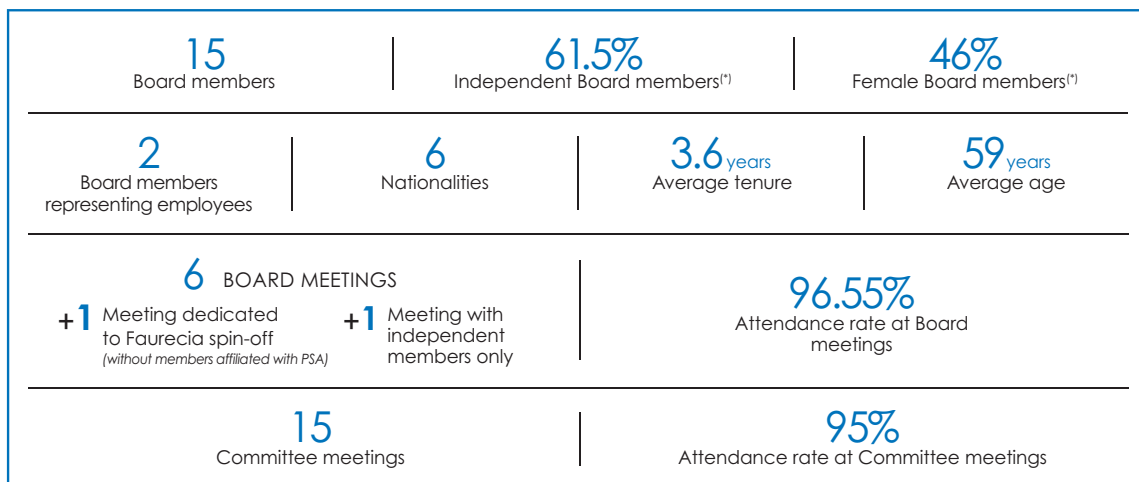 15
Board members
61.5%
Independent Board members(*)
46%
Female Board members(*)
2
Board members
representing employees
6
Nationalities
3.6 years
Average tenure
59 years
Average age
6 BOARD MEETINGS
+1 Meeting dedicated
to Faurecia spin-off
(without members affiliated with PSA)
+1 Meeting with
independent
members only
96.55%
Attendance rate at Board
meetings
15
Committee meetings
95%
Attendance rate at Committee meetings